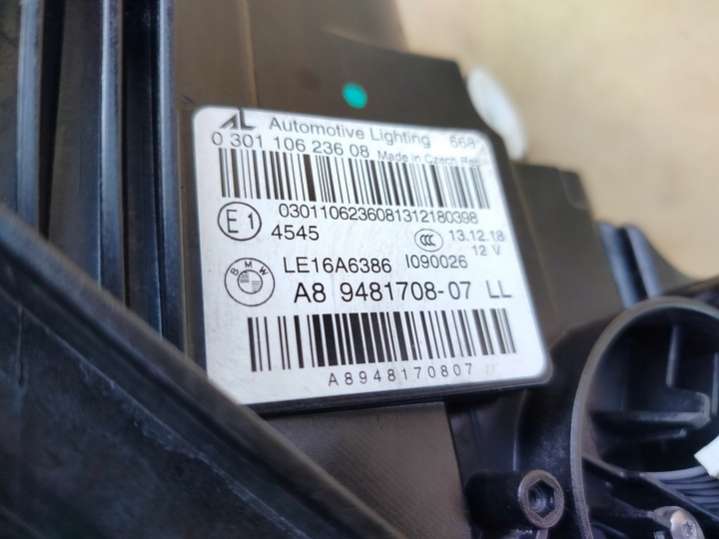 AL Automotive Lighting
0 301 106 236 08 Made in Czech
0301106236081312180398
E1
4545
CCC 13.12.18
12 V
BMW
LE16A6386 I090026
A8 9481708-07 LL
A8948170807